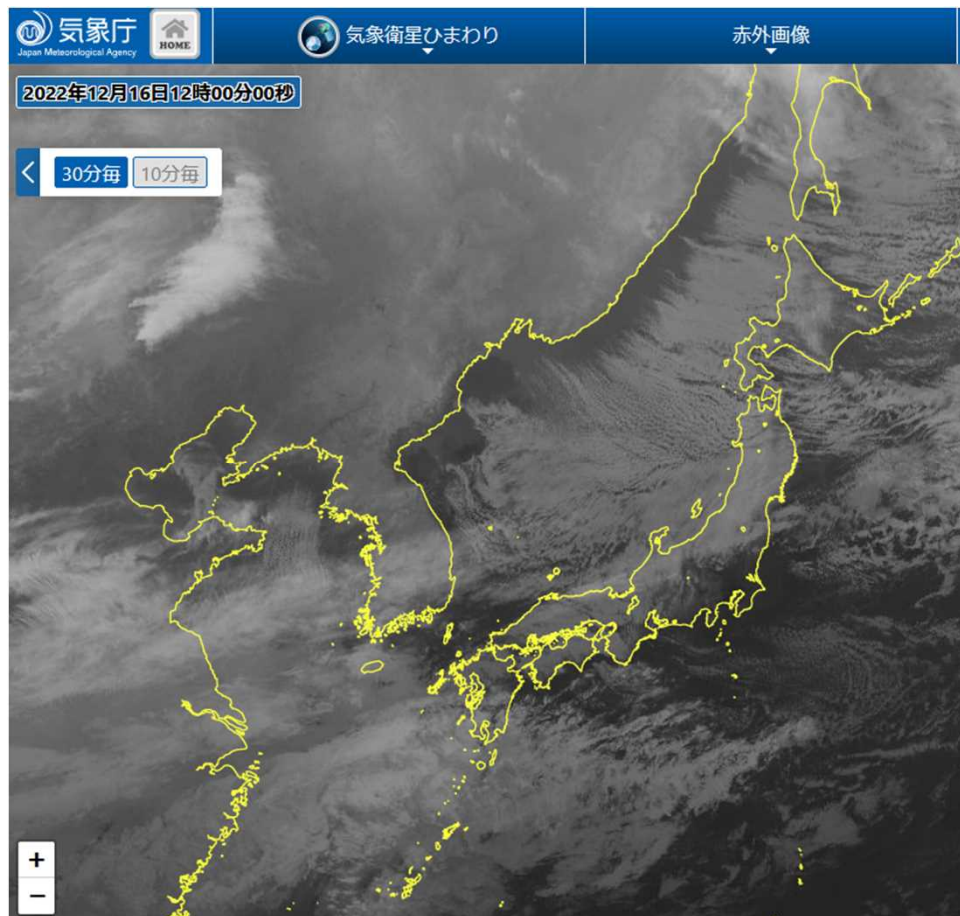 気象庁
Japan Meteorological Agency
HOME
気象衛星ひまわり
赤外画像
2022年12月16日12時00分00秒
30分毎
10分毎
+
−